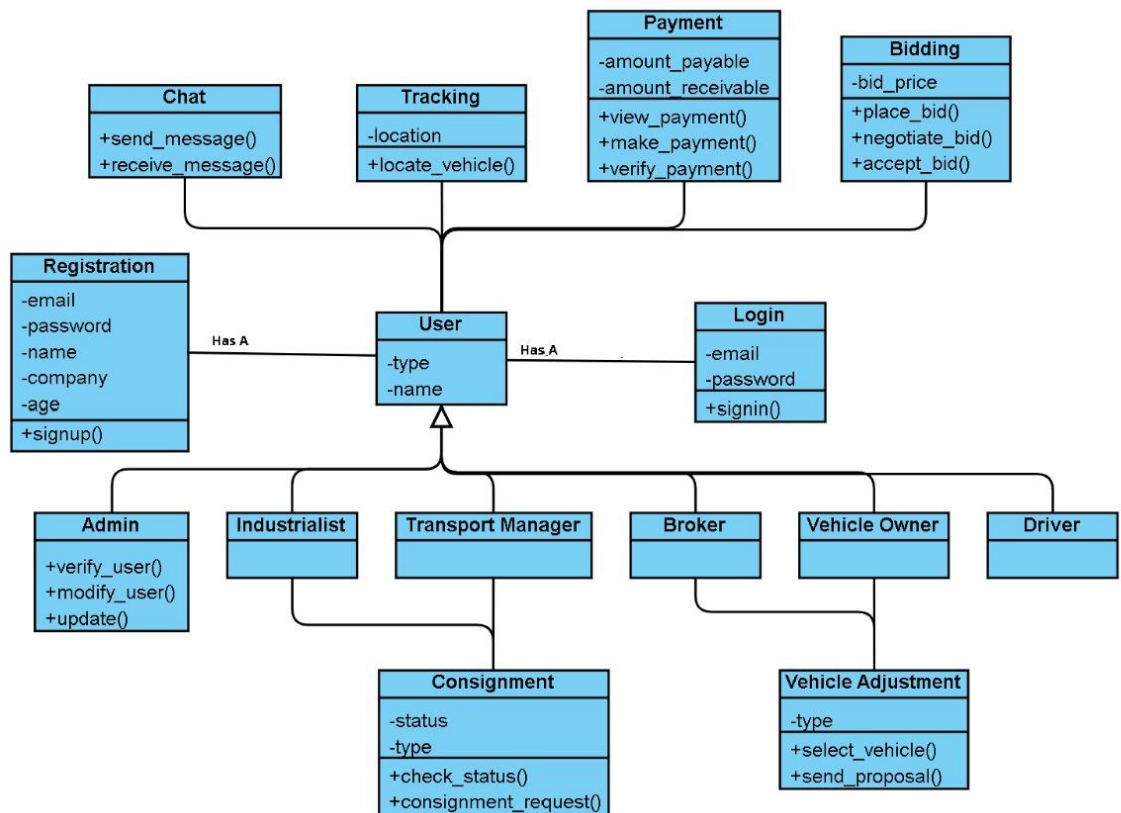 Payment
-amount_payable
-amount_receivable
+view_payment()
+make_payment()
+verify_payment()
Bidding
-bid_price
+place_bid()
+negotiate_bid()
+accept_bid()
Chat
+send_message()
+receive_message()
Tracking
-location
+locate_vehicle()
Registration
-email
-password
-name
-company
-age
+signup()
Has A
User
-type
-name
Has A
Login
-email
-password
+signin()
Admin
+verify_user()
+modify_user()
+update()
Industrialist
Transport Manager
Broker
Vehicle Owner
Driver
Consignment
-status
-type
+check_status()
+consignment_request()
Vehicle Adjustment
-type
+select_vehicle()
+send_proposal()